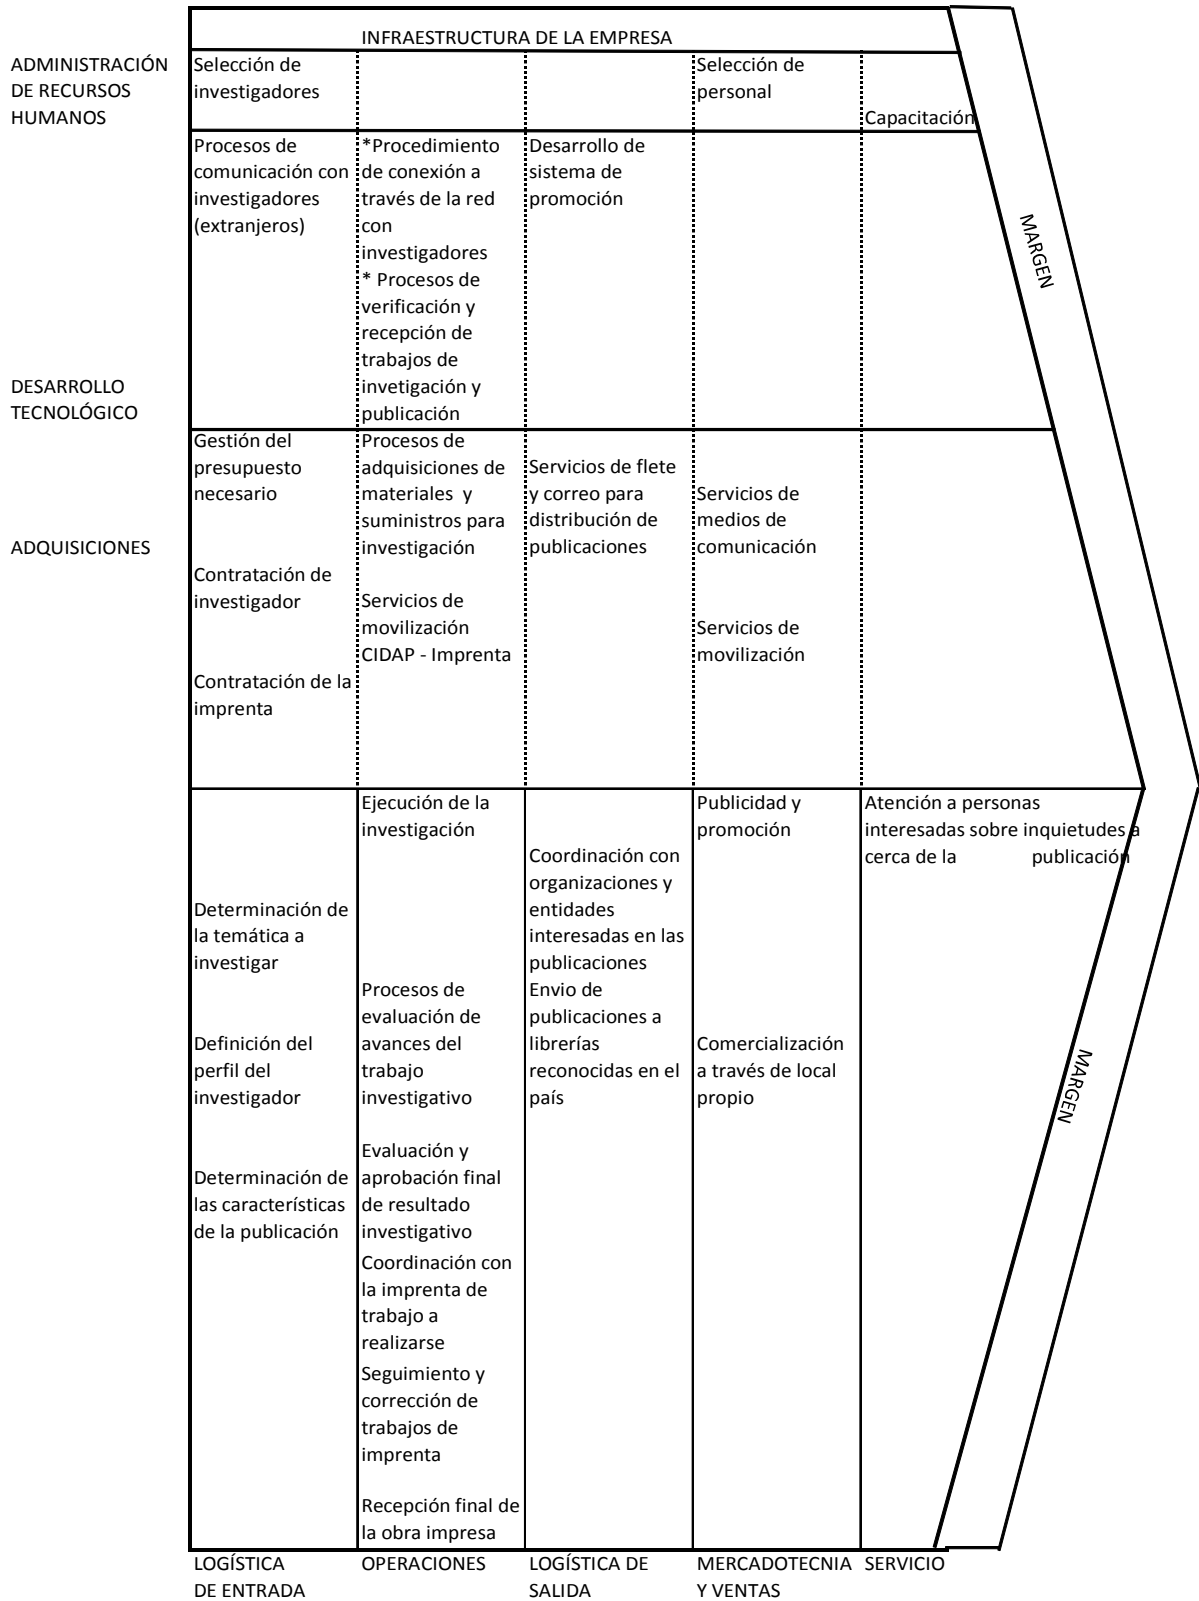 INFRAESTRUCTURA DE LA EMPRESA
ADMINISTRACIÓN
DE RECURSOS
HUMANOS
Selección de
investigadores
Selección de
personal
Capacitación
DESARROLLO
TECNOLÓGICO
Procesos de
comunicación con
investigadores
(extranjeros)
*Procedimiento
de conexión a
través de la red
con
investigadores
* Procesos de
verificación y
recepción de
trabajos de
invetigación y
publicación
Desarrollo de
sistema de
promoción
MARGEN
ADQUISICIONES
Gestión del
presupuesto
necesario
Contratación de
investigador
Contratación de la
imprenta
Procesos de
adquisiciones de
materiales y
suministros para
investigación
Servicios de
movilización
CIDAP - Imprenta
Servicios de flete
y correo para
distribución de
publicaciones
Servicios de
medios de
comunicación
Servicios de
movilización
Determinación de
la temática a
investigar
Definición del
perfil del
investigador
Determinación de
las características
de la publicación
Ejecución de la
investigación
Procesos de
evaluación de
avances del
trabajo
investigativo
Evaluación y
aprobación final
de resultado
investigativo
Coordinación con
la imprenta de
trabajo a
realizarse
Seguimiento y
corrección de
trabajos de
imprenta
Recepción final de
la obra impresa
Coordinación con
organizaciones y
entidades
interesadas en las
publicaciones
Envio de
publicaciones a
librerías
reconocidas en el
país
Publicidad y
promoción
Comercialización
a través de local
propio
Atención a personas
interesadas sobre inquietudes a
cerca de la publicación
MARGEN
LOGÍSTICA
DE ENTRADA
OPERACIONES
LOGÍSTICA DE
SALIDA
MERCADOTECNIA
Y VENTAS
SERVICIO